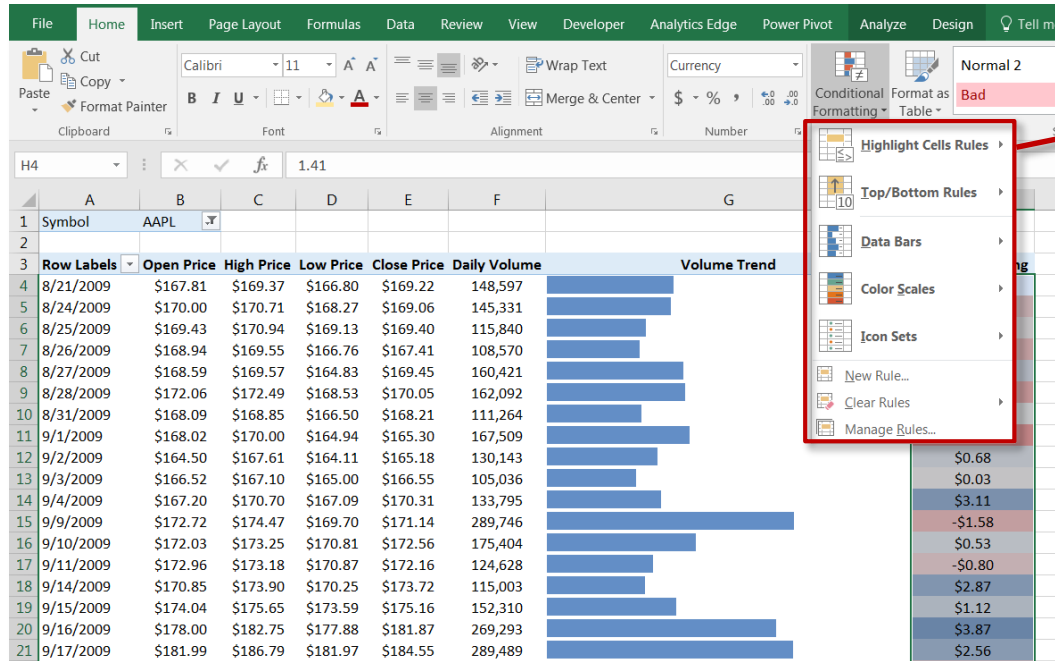 File Home Insert Page Layout Formulas Data Review View Developer Analytics Edge Power Pivot Analyze Design Tell m
Cut
Copy
Paste
Format Painter
Clipboard
Calibri 11 A A
B I U A
Font
Wrap Text
Merge & Center
Alignment
Currency
$ % , .0 .00 .00 .0
Number
Conditional Formatting
Format as Table
Normal 2
Bad
Highlight Cells Rules
Top/Bottom Rules
10
Data Bars
Color Scales
Icon Sets
New Rule...
Clear Rules
Manage Rules...
H4 fx 1.41
A B C D E F G
1 Symbol AAPL
2
3 Row Labels Open Price High Price Low Price Close Price Daily Volume Volume Trend
4 8/21/2009 $167.81 $169.37 $166.80 $169.22 148,597
5 8/24/2009 $170.00 $170.71 $168.27 $169.06 145,331
6 8/25/2009 $169.43 $170.94 $169.13 $169.40 115,840
7 8/26/2009 $168.94 $169.55 $166.76 $167.41 108,570
8 8/27/2009 $168.59 $169.57 $164.83 $169.45 160,421
9 8/28/2009 $172.06 $172.49 $168.53 $170.05 162,092
10 8/31/2009 $168.09 $168.85 $166.50 $168.21 111,264
11 9/1/2009 $168.02 $170.00 $164.94 $165.30 167,509
12 9/2/2009 $164.50 $167.61 $164.11 $165.18 130,143 $0.68
13 9/3/2009 $166.52 $167.10 $165.00 $166.55 105,036 $0.03
14 9/4/2009 $167.20 $170.70 $167.09 $170.31 133,795 $3.11
15 9/9/2009 $172.72 $174.47 $169.70 $171.14 289,746 -$1.58
16 9/10/2009 $172.03 $173.25 $170.81 $172.56 175,404 $0.53
17 9/11/2009 $172.96 $173.18 $170.87 $172.16 124,628 -$0.80
18 9/14/2009 $170.85 $173.90 $170.25 $173.72 115,003 $2.87
19 9/15/2009 $174.04 $175.65 $173.59 $175.16 152,310 $1.12
20 9/16/2009 $178.00 $182.75 $177.88 $181.87 269,293 $3.87
21 9/17/2009 $181.99 $186.79 $181.97 $184.55 289,489 $2.56